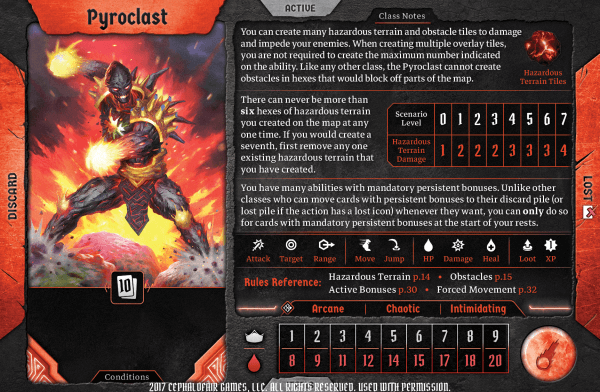 Pyroclast
ACTIVE
Class Notes
You can create many hazardous terrain and obstacle tiles to damage
and impede your enemies. When creating multiple overlay tiles,
you are not required to create the maximum number indicated
on the ability. Like any other class, the Pyroclast cannot create
obstacles in hexes that would block off parts of the map.
Hazardous
Terrain Tiles
There can never be more than
six hexes of hazardous terrain
you created on the map at any
one time. If you would create a
seventh, first remove any one
existing hazardous terrain that
you have created.
Scenario
Level
0 1 2 3 4 5 6 7
Hazardous
Terrain
Damage
1 2 2 2 3 3 3 4
You have many abilities with mandatory persistent bonuses. Unlike other
classes who can move cards with persistent bonuses to their discard pile (or
lost pile if the action has a lost icon) whenever they want, you can only do so
for cards with mandatory persistent bonuses at the start of your rests.
Attack Target Range Move Jump HP Damage Heal Loot XP
Rules Reference: Hazardous Terrain p.14 • Obstacles p.15
Active Bonuses p.30 • Forced Movement p.32
Arcane Chaotic Intimidating
1 2 3 4 5 6 7 8 9
8 9 11 12 14 15 17 18 20
DISCARD
LOST
10
Conditions
2017 CEPHALOFAIR GAMES, LLC. ALL RIGHTS RESERVED. USED WITH PERMISSION.